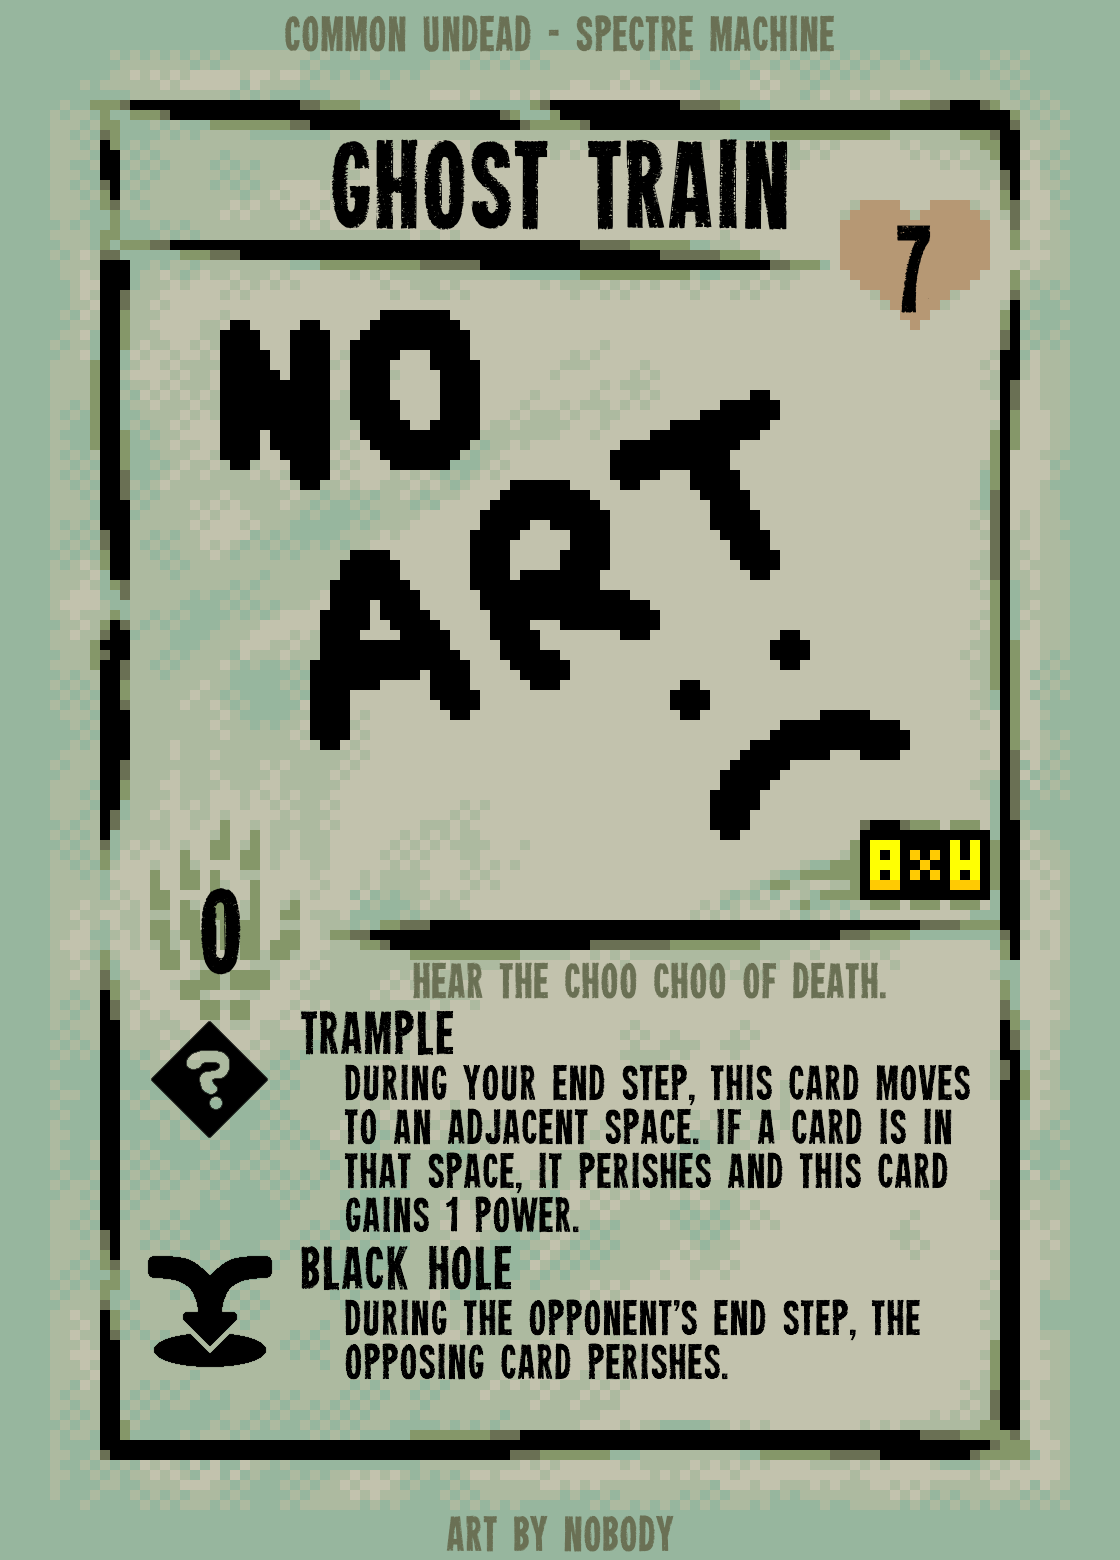 COMMON UNDEAD - SPECTRE MACHINE
GHOST TRAIN
7
NO
ART
:(
8×
0
HEAR THE CHOO CHOO OF DEATH.
TRAMPLE
?
DURING YOUR END STEP, THIS CARD MOVES
TO AN ADJACENT SPACE. IF A CARD IS IN
THAT SPACE, IT PERISHES AND THIS CARD
GAINS 1 POWER.
BLACK HOLE
DURING THE OPPONENT'S END STEP, THE
OPPOSING CARD PERISHES.
ART BY NOBODY